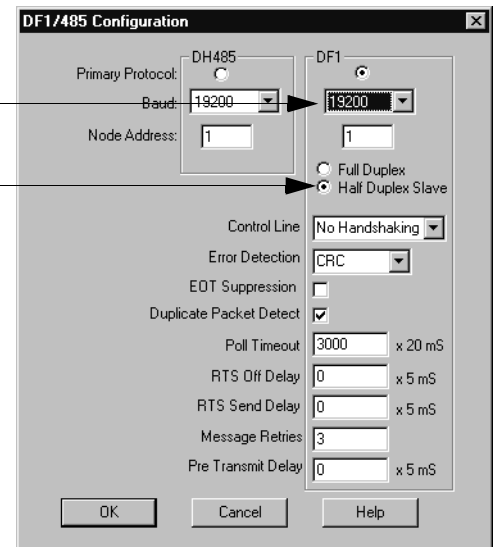 DF1/485 Configuration
DH485 DF1
Primary Protocol:
Baud: 19200 19200
Node Address: 1 1
Full Duplex
Half Duplex Slave
Control Line No Handshaking
Error Detection CRC
EOT Suppression
Duplicate Packet Detect
Poll Timeout 3000 x 20 mS
RTS Off Delay 0 x 5 mS
RTS Send Delay 0 x 5 mS
Message Retries 3
Pre Transmit Delay 0 x 5 mS
OK Cancel Help